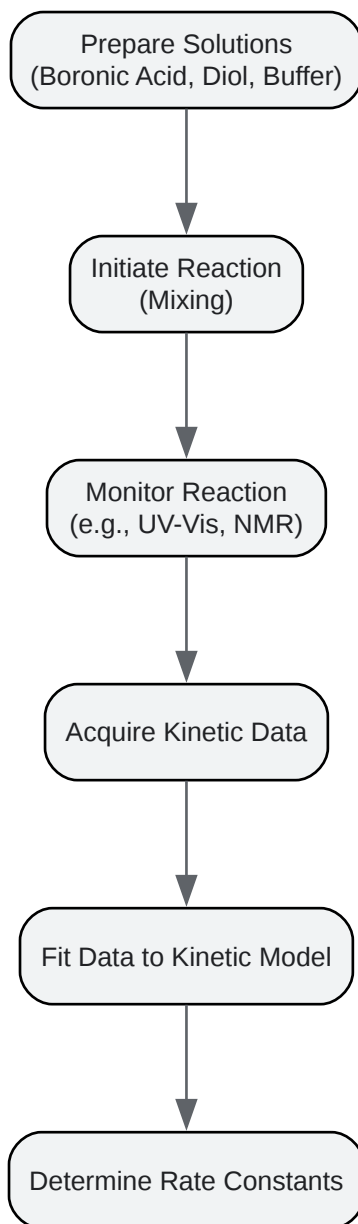 Prepare Solutions
(Boronic Acid, Diol, Buffer)
Initiate Reaction
(Mixing)
Monitor Reaction
(e.g., UV-Vis, NMR)
Acquire Kinetic Data
Fit Data to Kinetic Model
Determine Rate Constants